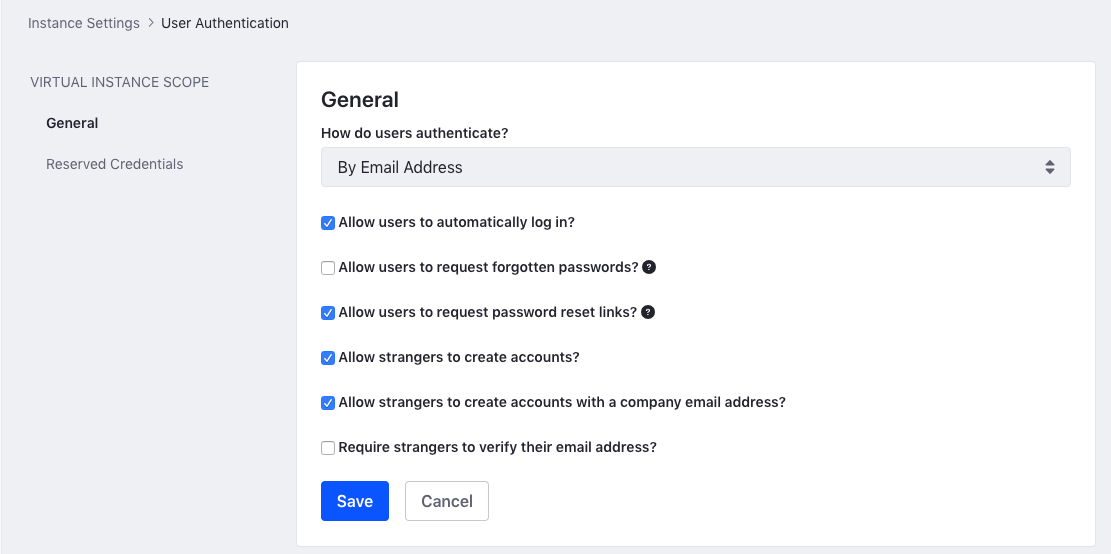 Instance Settings > User Authentication
VIRTUAL INSTANCE SCOPE
General
Reserved Credentials
General
How do users authenticate?
By Email Address
Allow users to automatically log in?
Allow users to request forgotten passwords? ?
Allow users to request password reset links? ?
Allow strangers to create accounts?
Allow strangers to create accounts with a company email address?
Require strangers to verify their email address?
Save Cancel